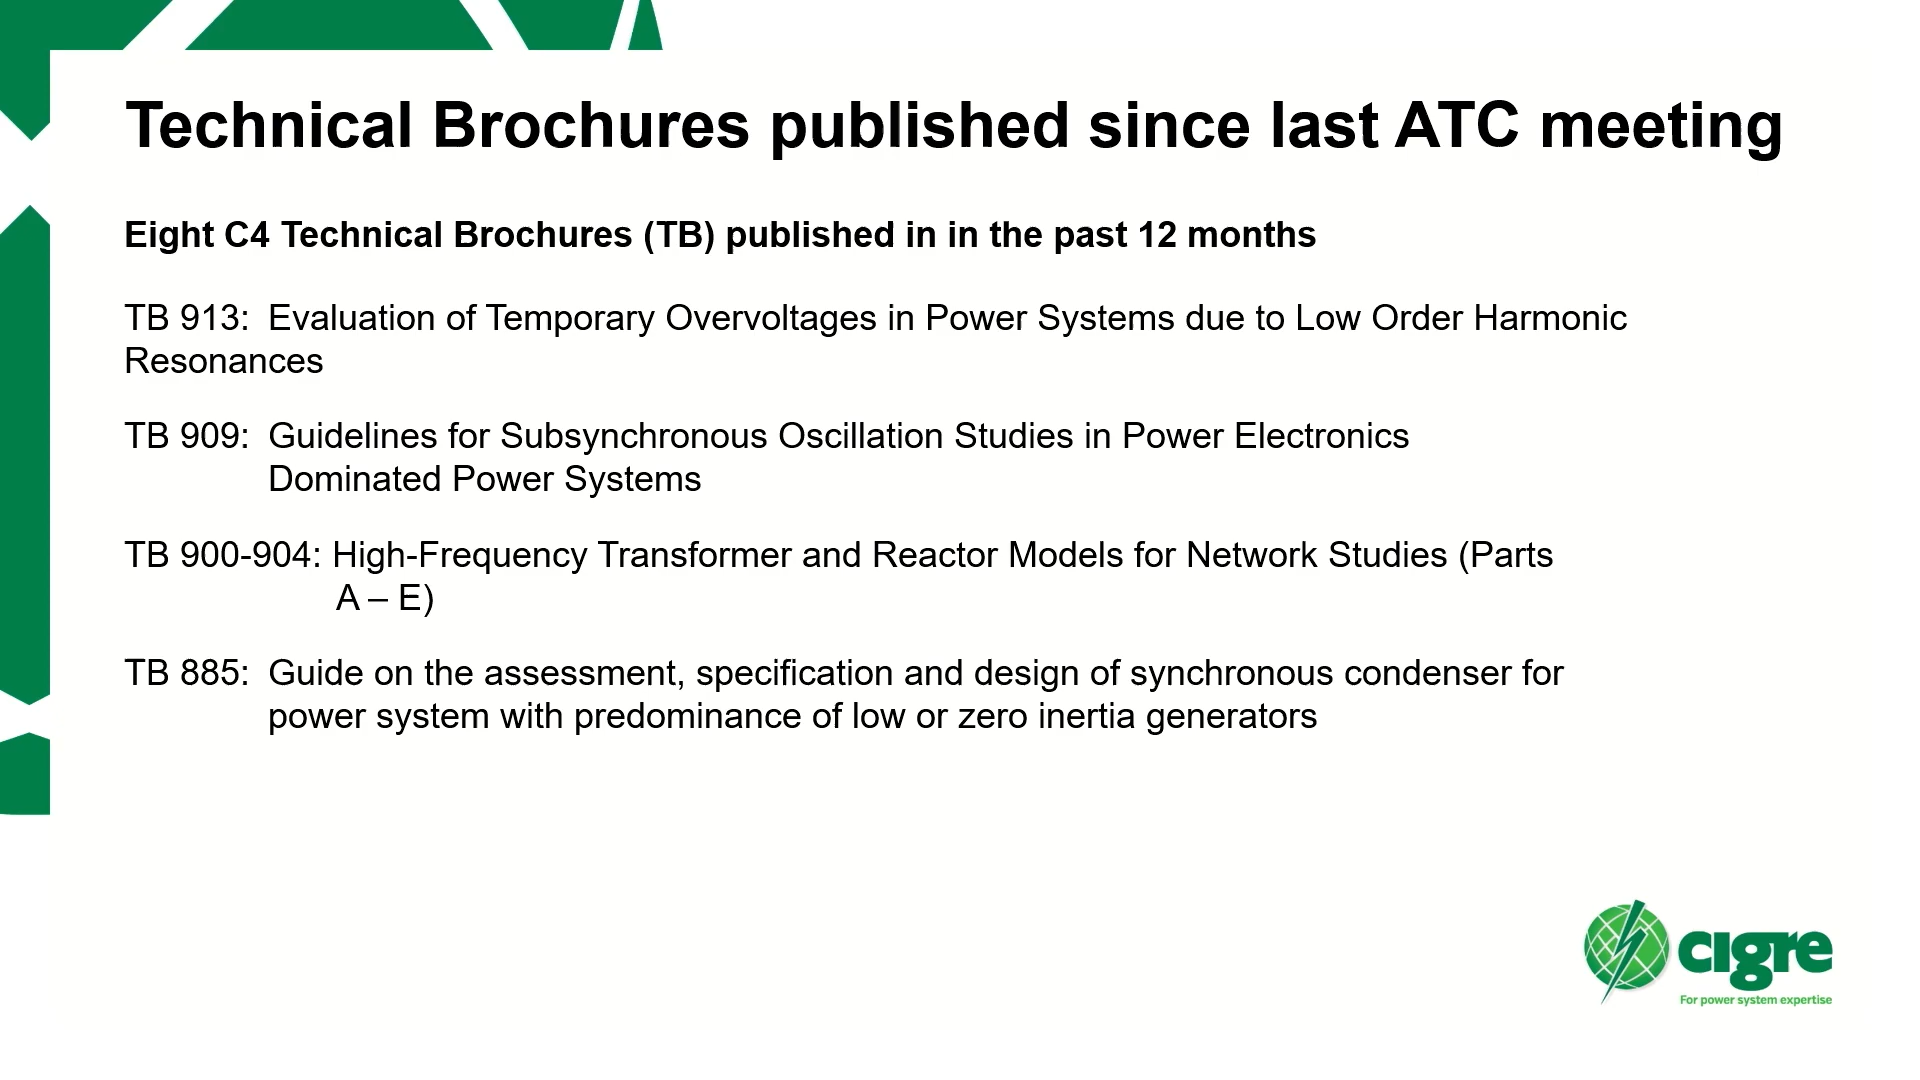 Technical Brochures published since last ATC meeting
Eight C4 Technical Brochures (TB) published in in the past 12 months
TB 913: Evaluation of Temporary Overvoltages in Power Systems due to Low Order Harmonic
Resonances
TB 909: Guidelines for Subsynchronous Oscillation Studies in Power Electronics
Dominated Power Systems
TB 900-904: High-Frequency Transformer and Reactor Models for Network Studies (Parts
A – E)
TB 885: Guide on the assessment, specification and design of synchronous condenser for
power system with predominance of low or zero inertia generators
cigre
For power system expertise